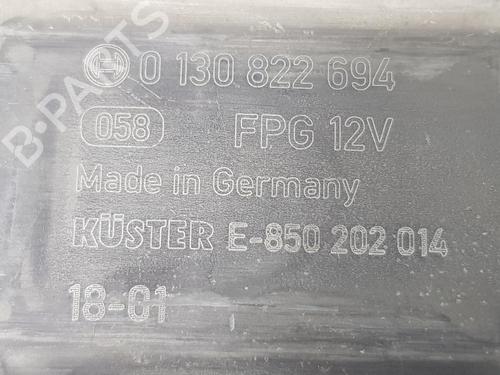 0 130 822 694
058 FPG 12V
Made in Germany
KÜSTER E-850 202 014
18-01
B-PARTS